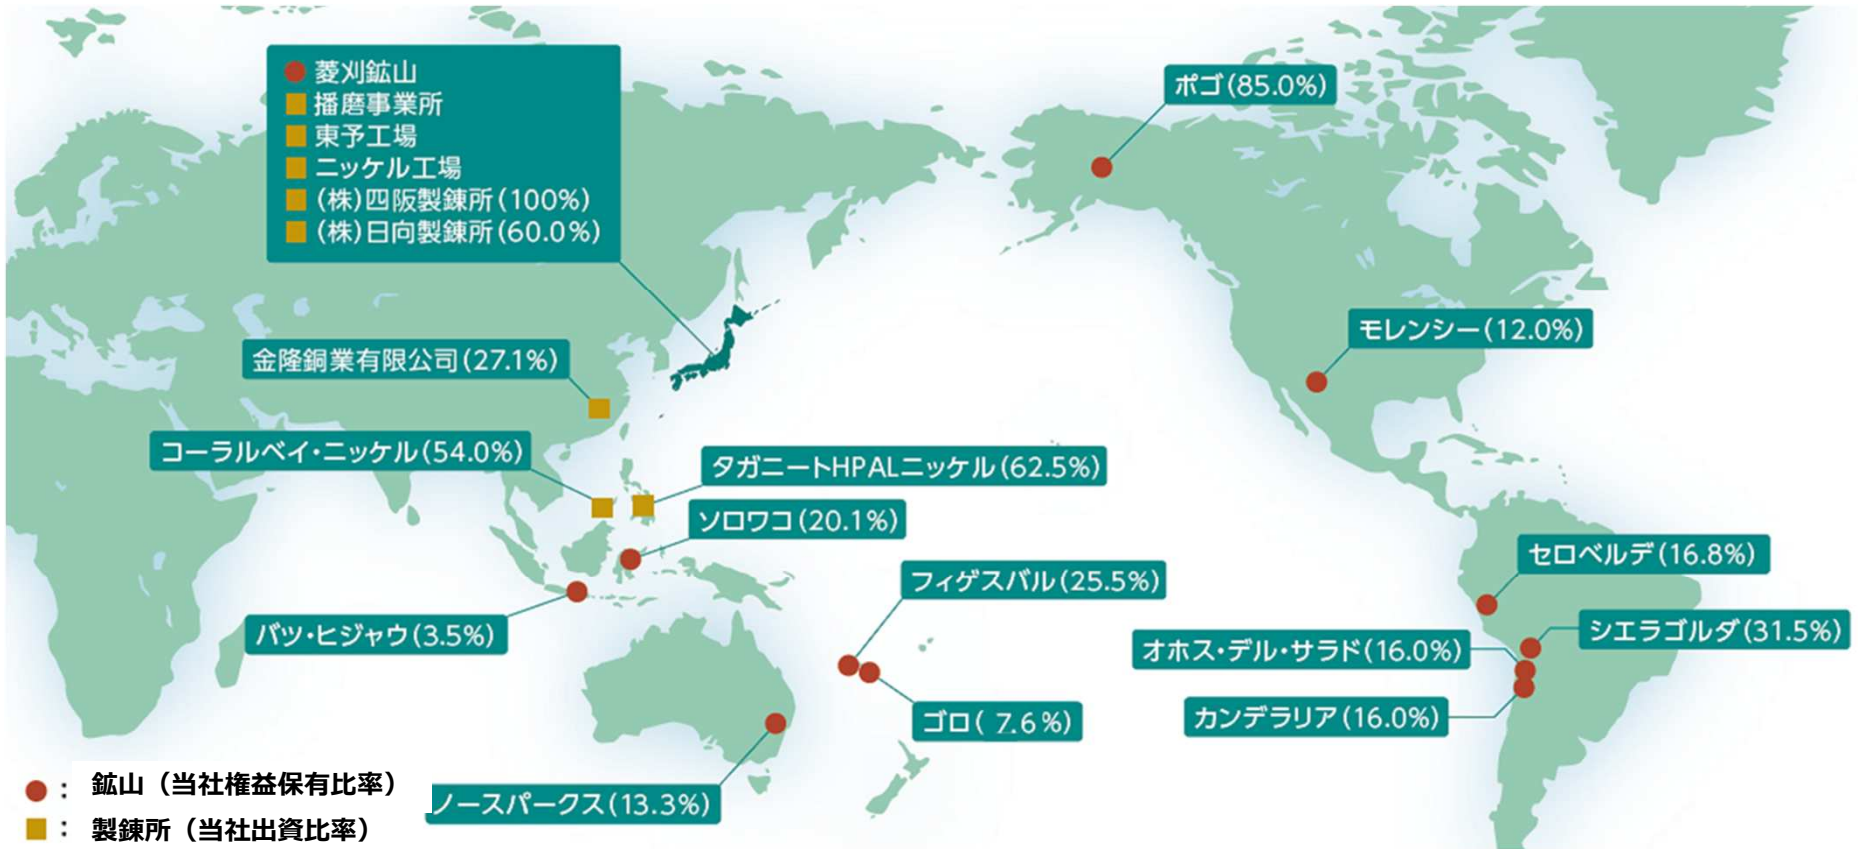 菱刈鉱山
播磨事業所
東予工場
ニッケル工場
(株)四阪製錬所(100%)
(株)日向製錬所(60.0%)
ポゴ(85.0%)
モレンシー(12.0%)
金隆銅業有限公司(27.1%)
コーラルベイ・ニッケル(54.0%)
タガニートHPALニッケル(62.5%)
ソロワコ(20.1%)
セロベルデ(16.8%)
フィゲスバル(25.5%)
バツ・ヒジャウ(3.5%)
シエラゴルダ(31.5%)
オホス・デル・サラド(16.0%)
カンデラリア(16.0%)
ゴロ( 7.6%)
ノースパークス(13.3%)
： 鉱山（当社権益保有比率）
： 製錬所（当社出資比率）